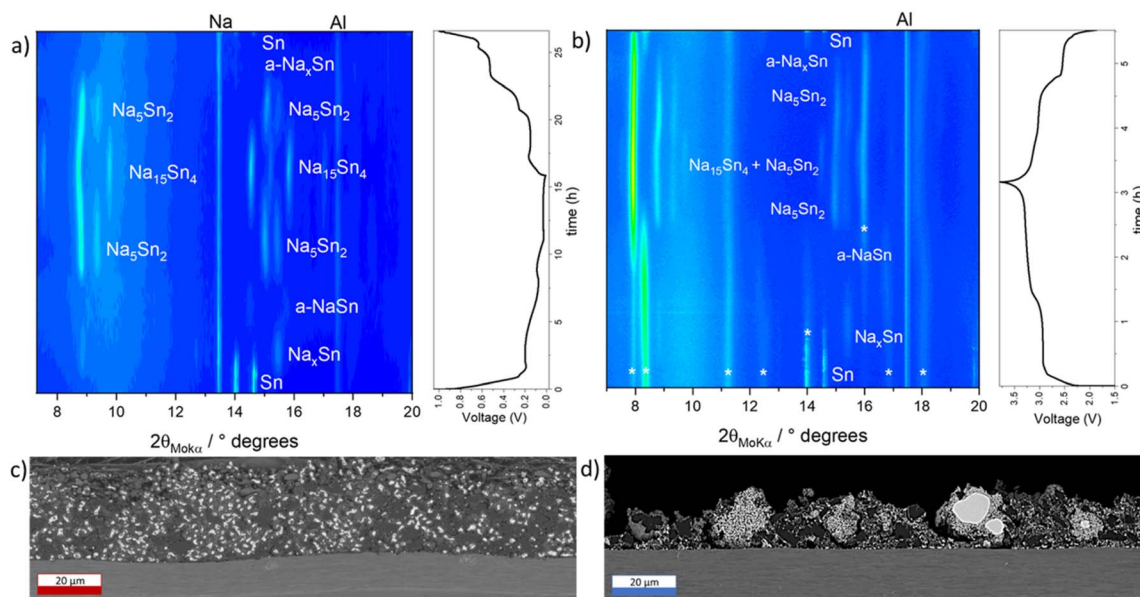 a)
Na
Al
Sn
a-NaₓSn
Na₅Sn₂
Na₅Sn₂
Na₁₅Sn₄
Na₁₅Sn₄
Na₅Sn₂
Na₅Sn₂
a-NaSn
NaₓSn
Sn
8 10 12 14 16 18 20
2θMokα / ° degrees
25
20
15
10
5
0
time (h)
1.0 0.8 0.6 0.4 0.2 0.0
Voltage (V)
b)
Al
Sn
a-NaₓSn
Na₅Sn₂
Na₁₅Sn₄ + Na₅Sn₂
Na₅Sn₂
*
a-NaSn
*
NaₓSn
* * * * * *
Sn
6 8 10 12 14 16 18 20
2θMoKα / ° degrees
5
4
3
2
1
0
time (h)
3.5 3.0 2.5 2.0 1.5
Voltage (V)
c)
20 µm
d)
20 µm